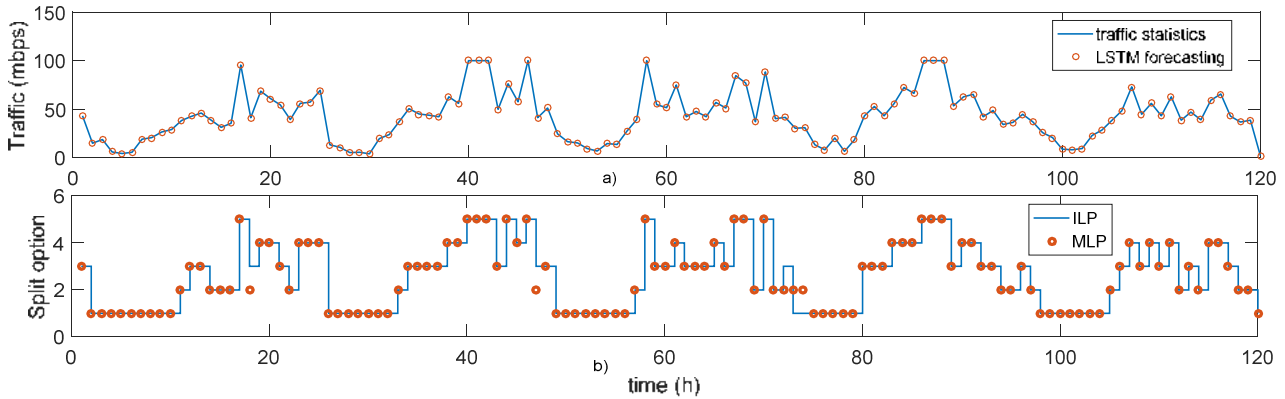 150
100
50
0
Traffic (mbps)
traffic statistics
LSTM forecasting
0 20 40 60 80 100 120
a)
6
4
2
0
Split option
ILP
MLP
0 20 40 60 80 100 120
b)
time (h)